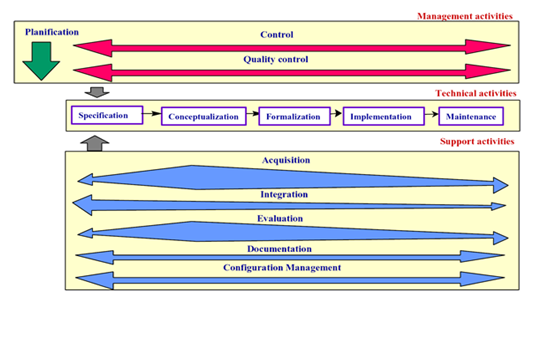 Management activities
Planification
Control
Quality control
Technical activities
Specification
Conceptualization
Formalization
Implementation
Maintenance
Support activities
Acquisition
Integration
Evaluation
Documentation
Configuration Management